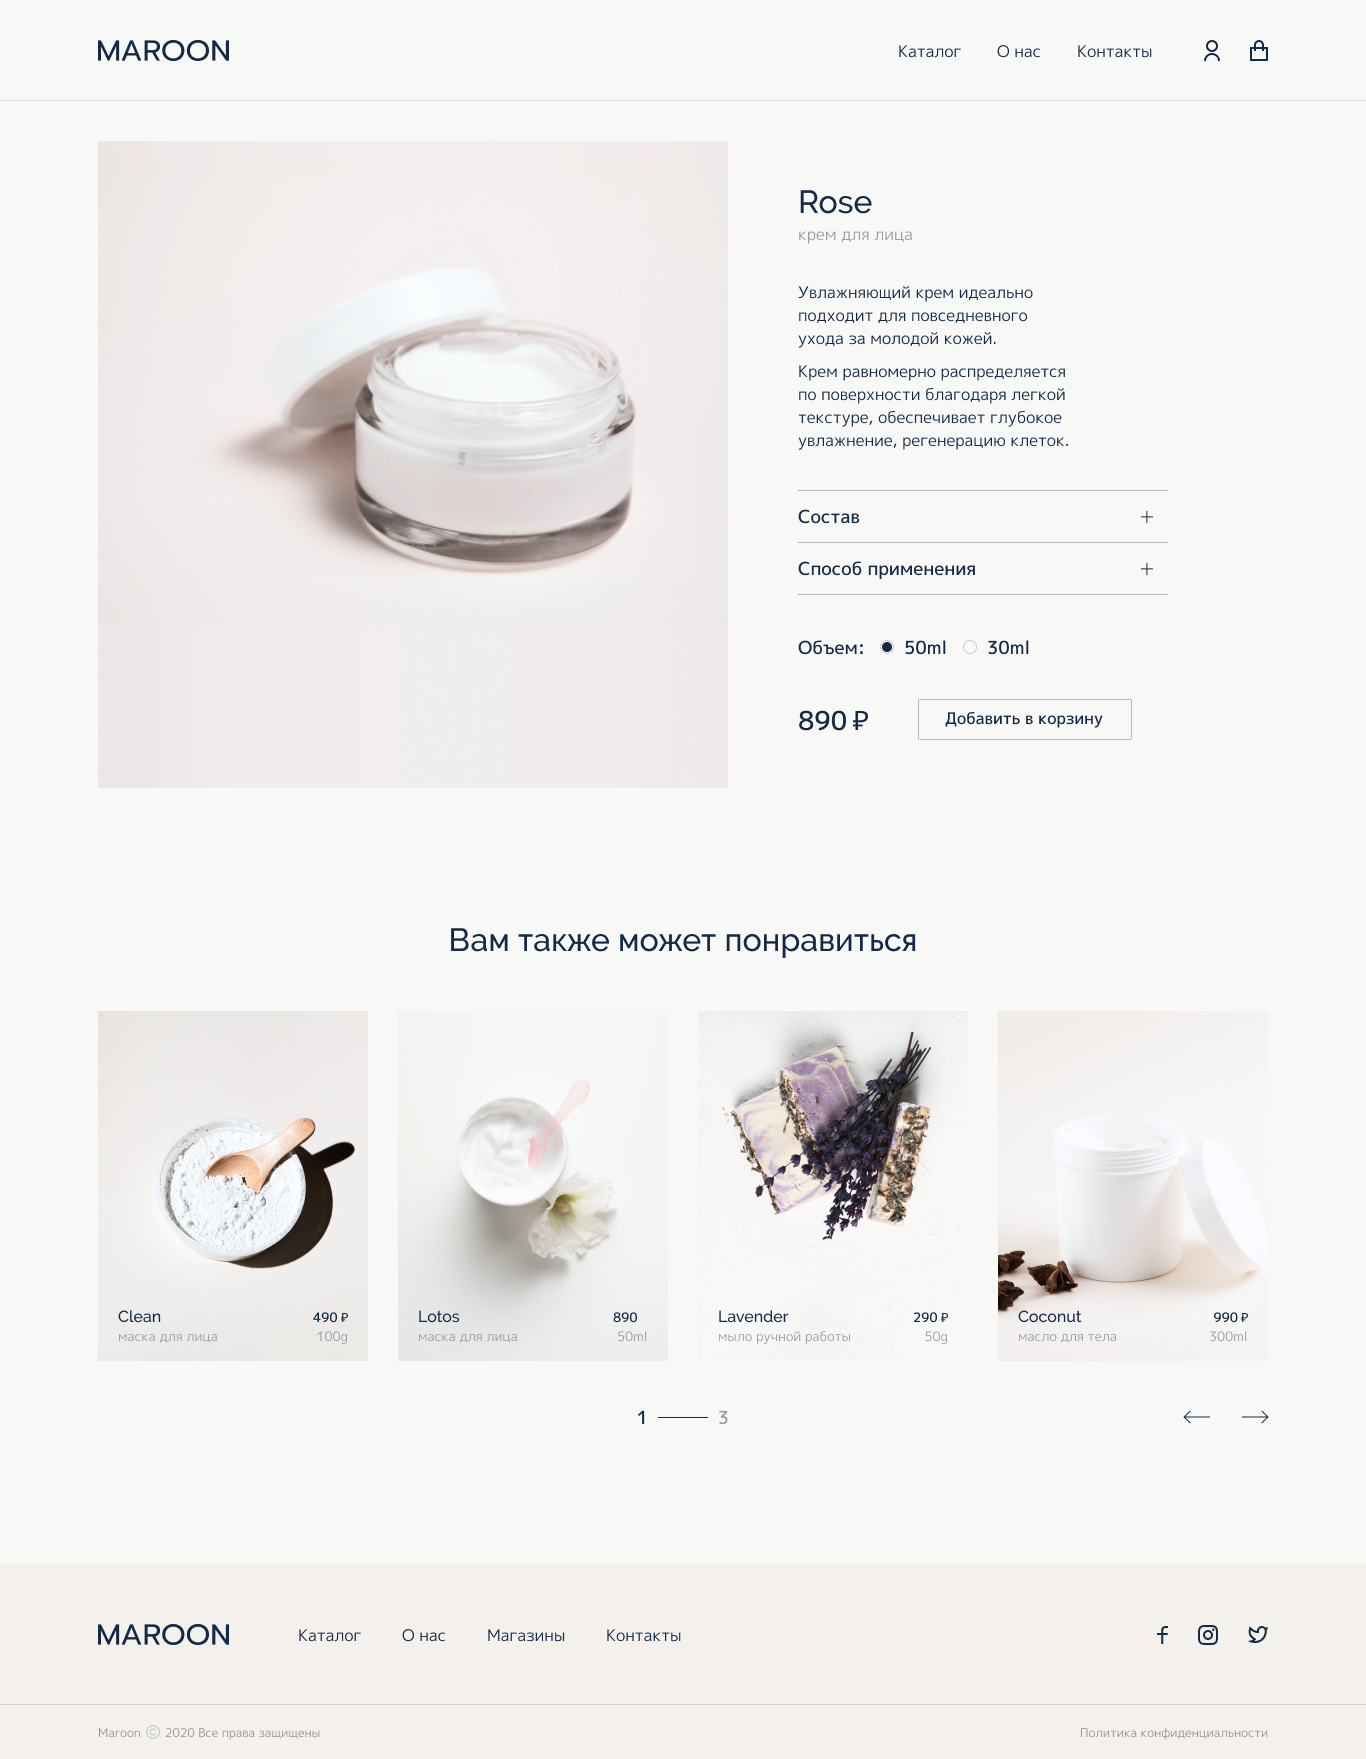 MAROON
Каталог О нас Контакты
Rose
крем для лица
Увлажняющий крем идеально
подходит для повседневного
ухода за молодой кожей.
Крем равномерно распределяется
по поверхности благодаря легкой
текстуре, обеспечивает глубокое
увлажнение, регенерацию клеток.
Состав +
Способ применения +
Объем: 50ml 30ml
890 ₽ Добавить в корзину
Вам также может понравиться
Clean 490 ₽
маска для лица 100g
Lotos 890
маска для лица 50ml
Lavender 290 ₽
мыло ручной работы 50g
Coconut 990 ₽
масло для тела 300ml
1 3
MAROON Каталог О нас Магазины Контакты
Maroon © 2020 Все права защищены Политика конфиденциальности